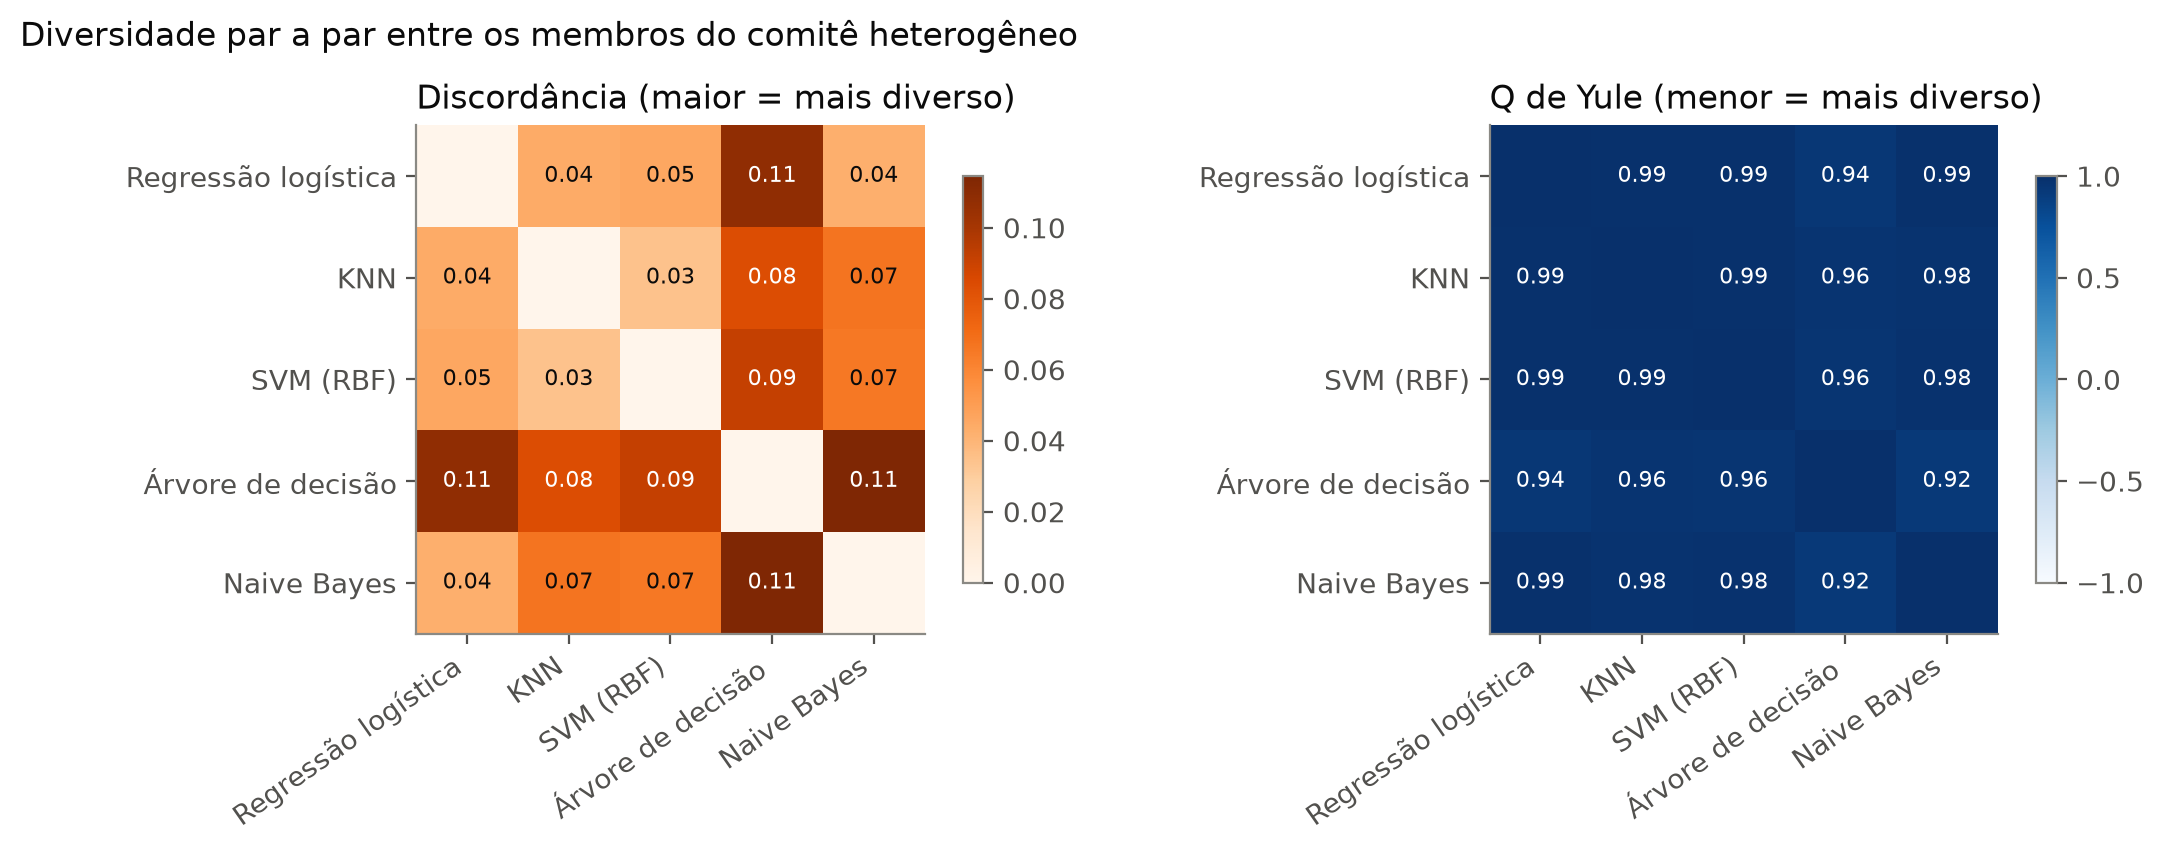 Diversidade par a par entre os membros do comitê heterogêneo
Discordância (maior = mais diverso)
Regressão logística 0.04 0.05 0.11 0.04
KNN 0.04 0.03 0.08 0.07
SVM (RBF) 0.05 0.03 0.09 0.07
Árvore de decisão 0.11 0.08 0.09 0.11
Naive Bayes 0.04 0.07 0.07 0.11
Regressão logística
KNN
SVM (RBF)
Árvore de decisão
Naive Bayes
0.10
0.08
0.06
0.04
0.02
0.00
Q de Yule (menor = mais diverso)
Regressão logística 0.99 0.99 0.94 0.99
KNN 0.99 0.99 0.96 0.98
SVM (RBF) 0.99 0.99 0.96 0.98
Árvore de decisão 0.94 0.96 0.96 0.92
Naive Bayes 0.99 0.98 0.98 0.92
Regressão logística
KNN
SVM (RBF)
Árvore de decisão
Naive Bayes
1.0
0.5
0.0
−0.5
−1.0